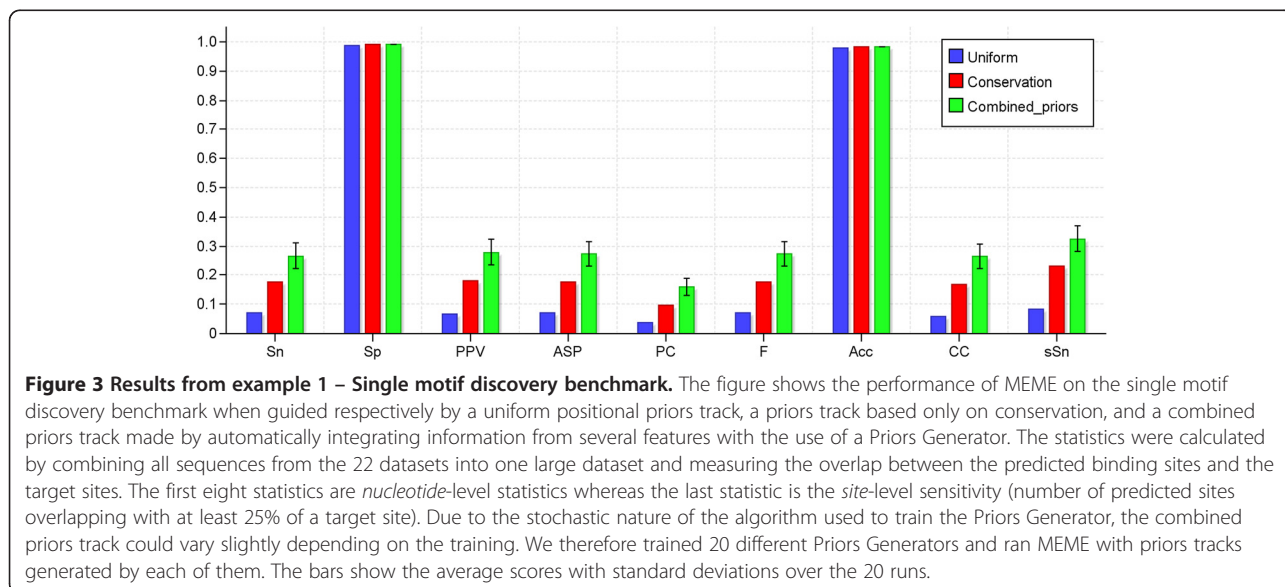 1.0
0.9
0.8
0.7
0.6
0.5
0.4
0.3
0.2
0.1
0
Uniform
Conservation
Combined_priors
Sn Sp PPV ASP PC F Acc CC sSn
Figure 3 Results from example 1 – Single motif discovery benchmark. The figure shows the performance of MEME on the single motif
discovery benchmark when guided respectively by a uniform positional priors track, a priors track based only on conservation, and a combined
priors track made by automatically integrating information from several features with the use of a Priors Generator. The statistics were calculated
by combining all sequences from the 22 datasets into one large dataset and measuring the overlap between the predicted binding sites and the
target sites. The first eight statistics are nucleotide-level statistics whereas the last statistic is the site-level sensitivity (number of predicted sites
overlapping with at least 25% of a target site). Due to the stochastic nature of the algorithm used to train the Priors Generator, the combined
priors track could vary slightly depending on the training. We therefore trained 20 different Priors Generators and ran MEME with priors tracks
generated by each of them. The bars show the average scores with standard deviations over the 20 runs.